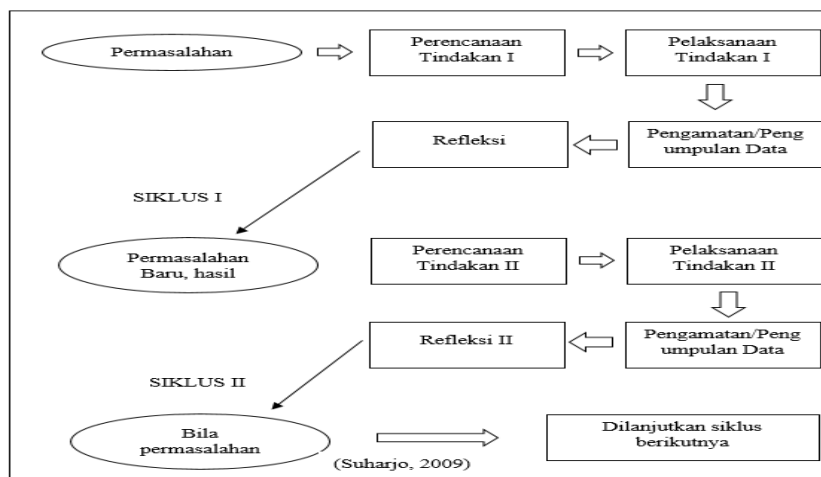 Permasalahan
Perencanaan
Tindakan I
Pelaksanaan
Tindakan I
Refleksi
Pengamatan/Peng
umpulan Data
SIKLUS I
Permasalahan
Baru, hasil
Perencanaan
Tindakan II
Pelaksanaan
Tindakan II
Refleksi II
Pengamatan/Peng
umpulan Data
SIKLUS II
Bila
permasalahan
Dilanjutkan siklus
berikutnya
(Suharjo, 2009)